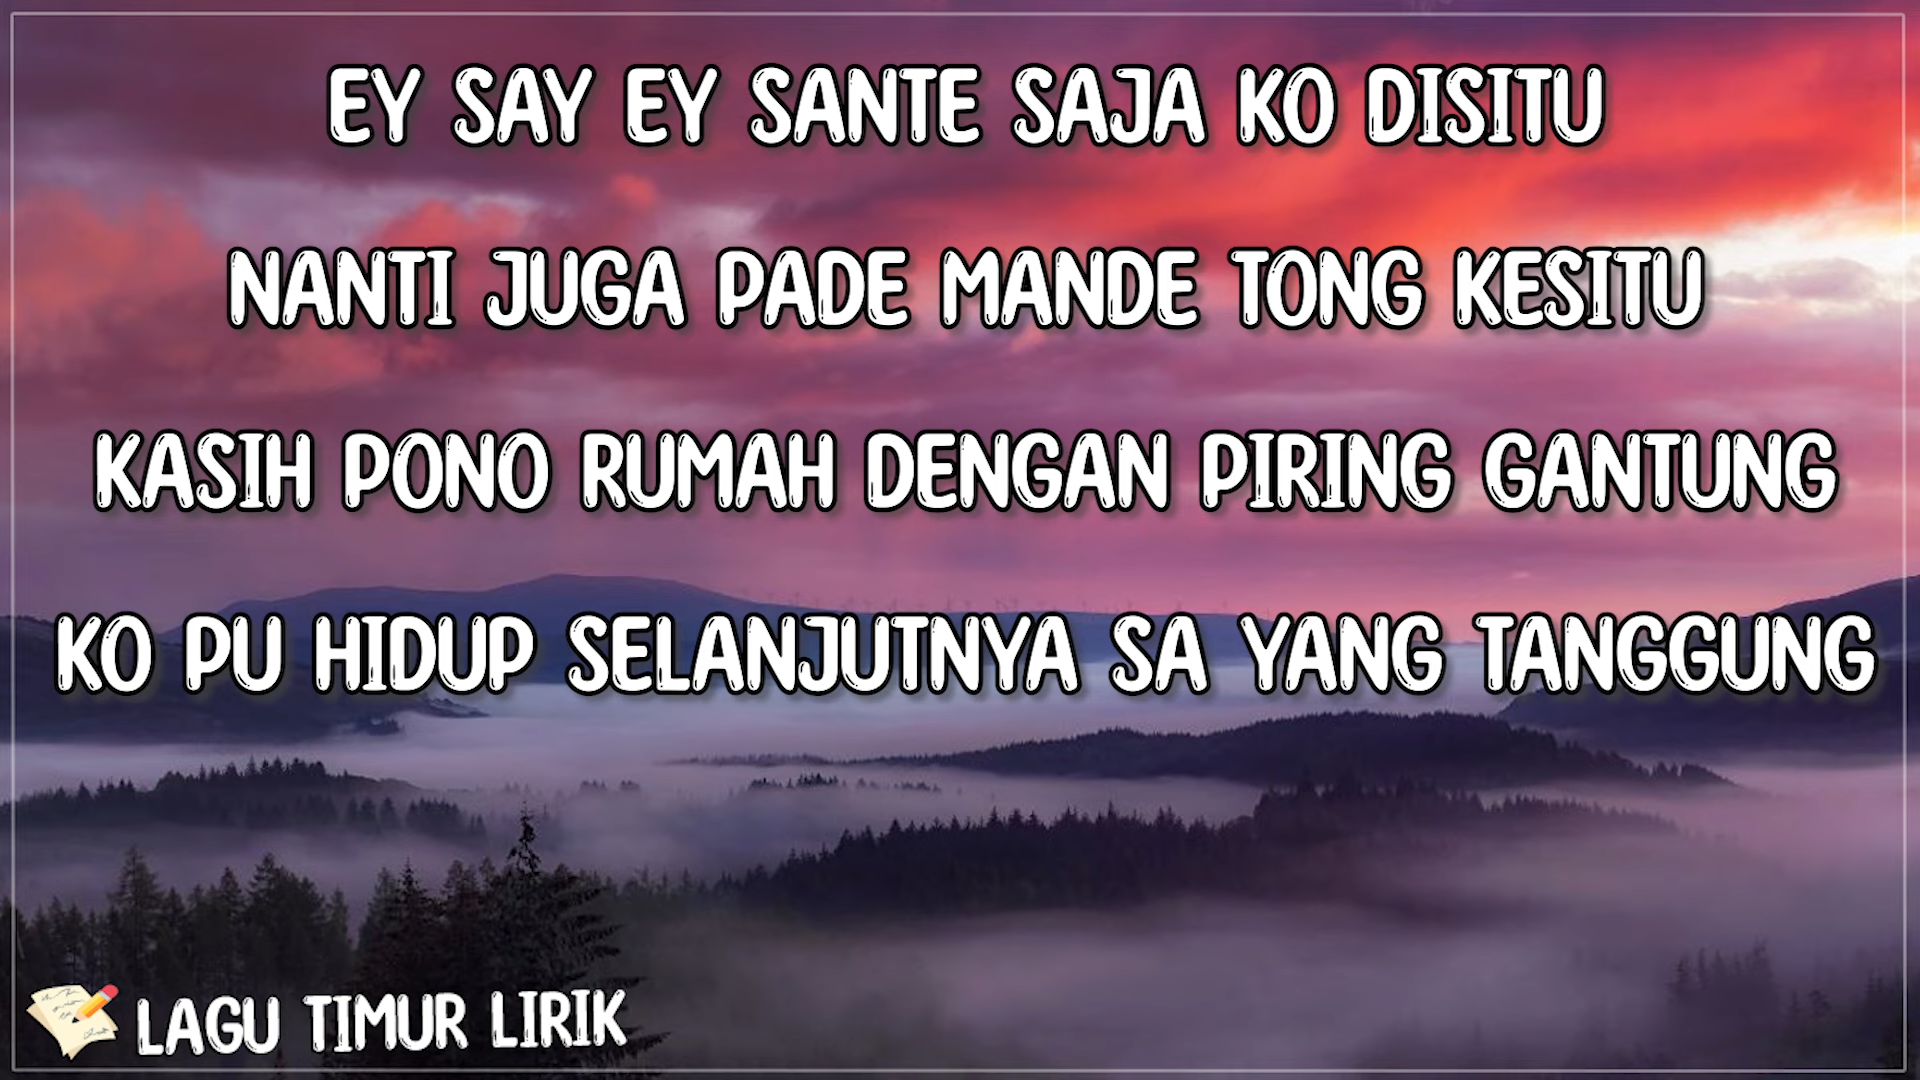 EY SAY EY SANTE SAJA KO DISITU
NANTI JUGA PADE MANDE TONG KESITU
KASIH PONO RUMAH DENGAN PIRING GANTUNG
KO PU HIDUP SELANJUTNYA SA YANG TANGGUNG
LAGU TIMUR LIRIK